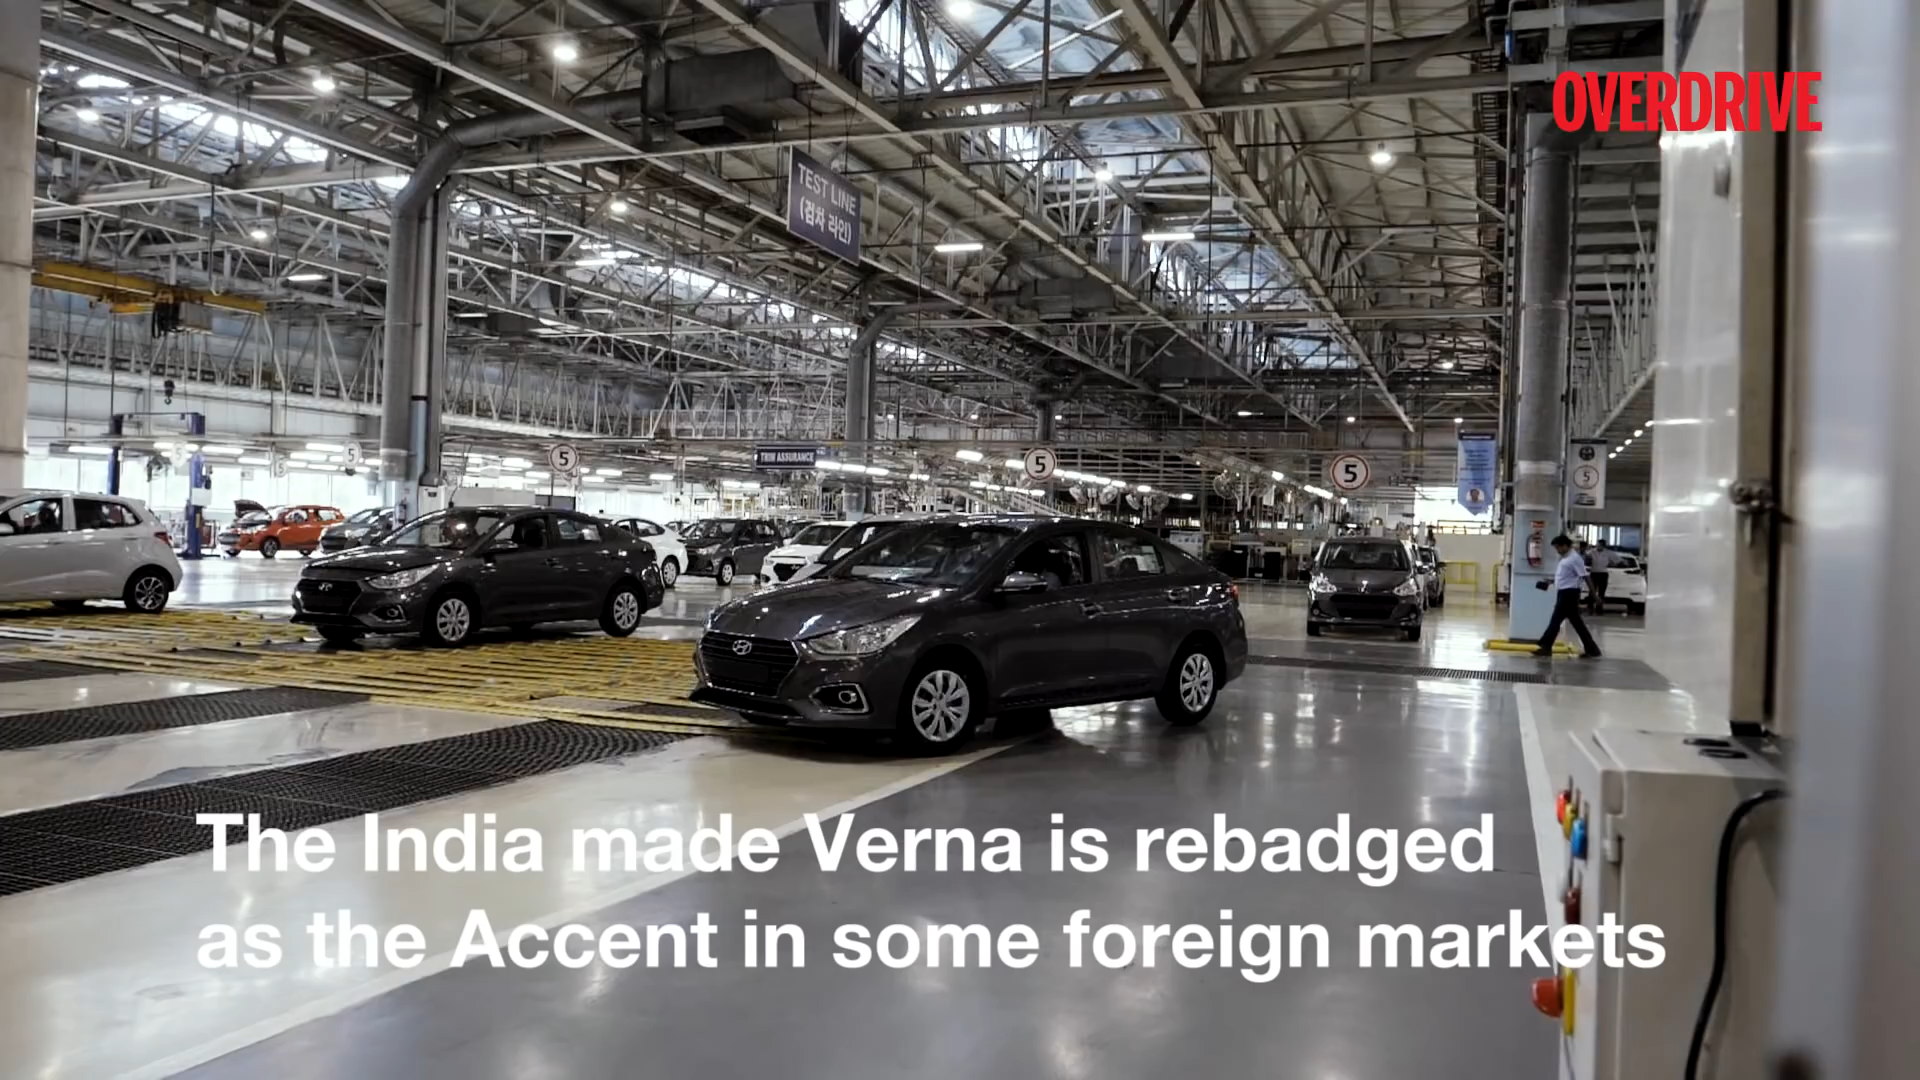 OVERDRIVE
TEST LINE
(검차 라인)
TRIM ASSURANCE
5
5
5
5
5
The India made Verna is rebadged
as the Accent in some foreign markets